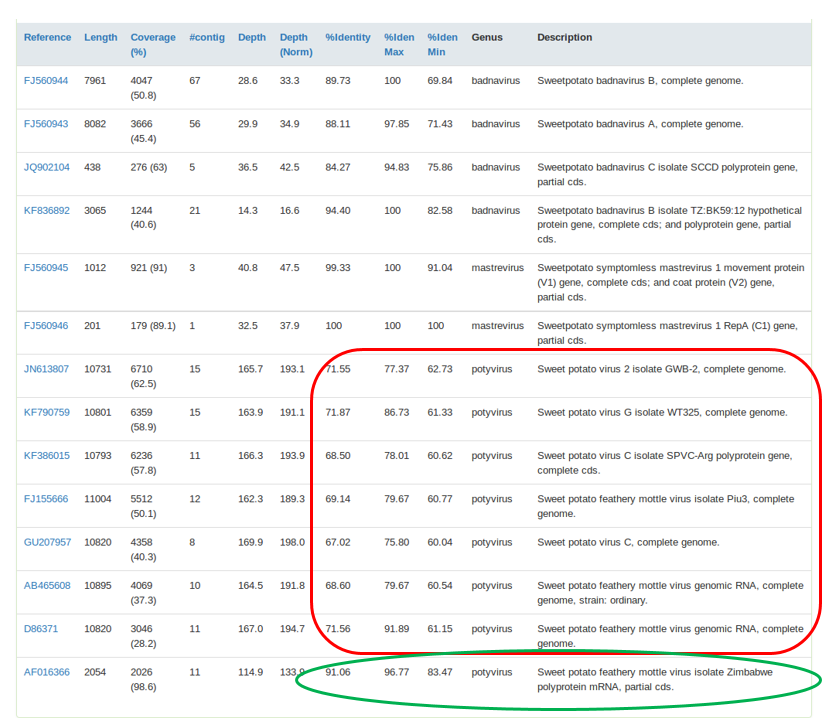 Reference Length Coverage (%) #contig Depth Depth (Norm) %Identity %Iden Max %Iden Min Genus Description
FJ560944 7961 4047 (50.8) 67 28.6 33.3 89.73 100 69.84 badnavirus Sweetpotato badnavirus B, complete genome.
FJ560943 8082 3666 (45.4) 56 29.9 34.9 88.11 97.85 71.43 badnavirus Sweetpotato badnavirus A, complete genome.
JQ902104 438 276 (63) 5 36.5 42.5 84.27 94.83 75.86 badnavirus Sweetpotato badnavirus C isolate SCCD polyprotein gene,
partial cds.
KF836892 3065 1244 (40.6) 21 14.3 16.6 94.40 100 82.58 badnavirus Sweetpotato badnavirus B isolate TZ:BK59:12 hypothetical
protein gene, complete cds; and polyprotein gene, partial
cds.
FJ560945 1012 921 (91) 3 40.8 47.5 99.33 100 91.04 mastrevirus Sweetpotato symptomless mastrevirus 1 movement protein
(V1) gene, complete cds; and coat protein (V2) gene,
partial cds.
FJ560946 201 179 (89.1) 1 32.5 37.9 100 100 100 mastrevirus Sweetpotato symptomless mastrevirus 1 RepA (C1) gene,
partial cds.
JN613807 10731 6710 (62.5) 15 165.7 193.1 71.55 77.37 62.73 potyvirus Sweet potato virus 2 isolate GWB-2, complete genome.
KF790759 10801 6359 (58.9) 15 163.9 191.1 71.87 86.73 61.33 potyvirus Sweet potato virus G isolate WT325, complete genome.
KF386015 10793 6236 (57.8) 11 166.3 193.9 68.50 78.01 60.62 potyvirus Sweet potato virus C isolate SPVC-Arg polyprotein gene,
complete cds.
FJ155666 11004 5512 (50.1) 12 162.3 189.3 69.14 79.67 60.77 potyvirus Sweet potato feathery mottle virus isolate Piu3, complete
genome.
GU207957 10820 4358 (40.3) 8 169.9 198.0 67.02 75.80 60.04 potyvirus Sweet potato virus C, complete genome.
AB465608 10895 4069 (37.3) 10 164.5 191.8 68.60 79.67 60.54 potyvirus Sweet potato feathery mottle virus genomic RNA, complete
genome, strain: ordinary.
D86371 10820 3046 (28.2) 11 167.0 194.7 71.56 91.89 61.15 potyvirus Sweet potato feathery mottle virus genomic RNA, complete
genome.
AF016366 2054 2026 (98.6) 11 114.9 133.9 91.06 96.77 83.47 potyvirus Sweet potato feathery mottle virus isolate Zimbabwe
polyprotein mRNA, partial cds.